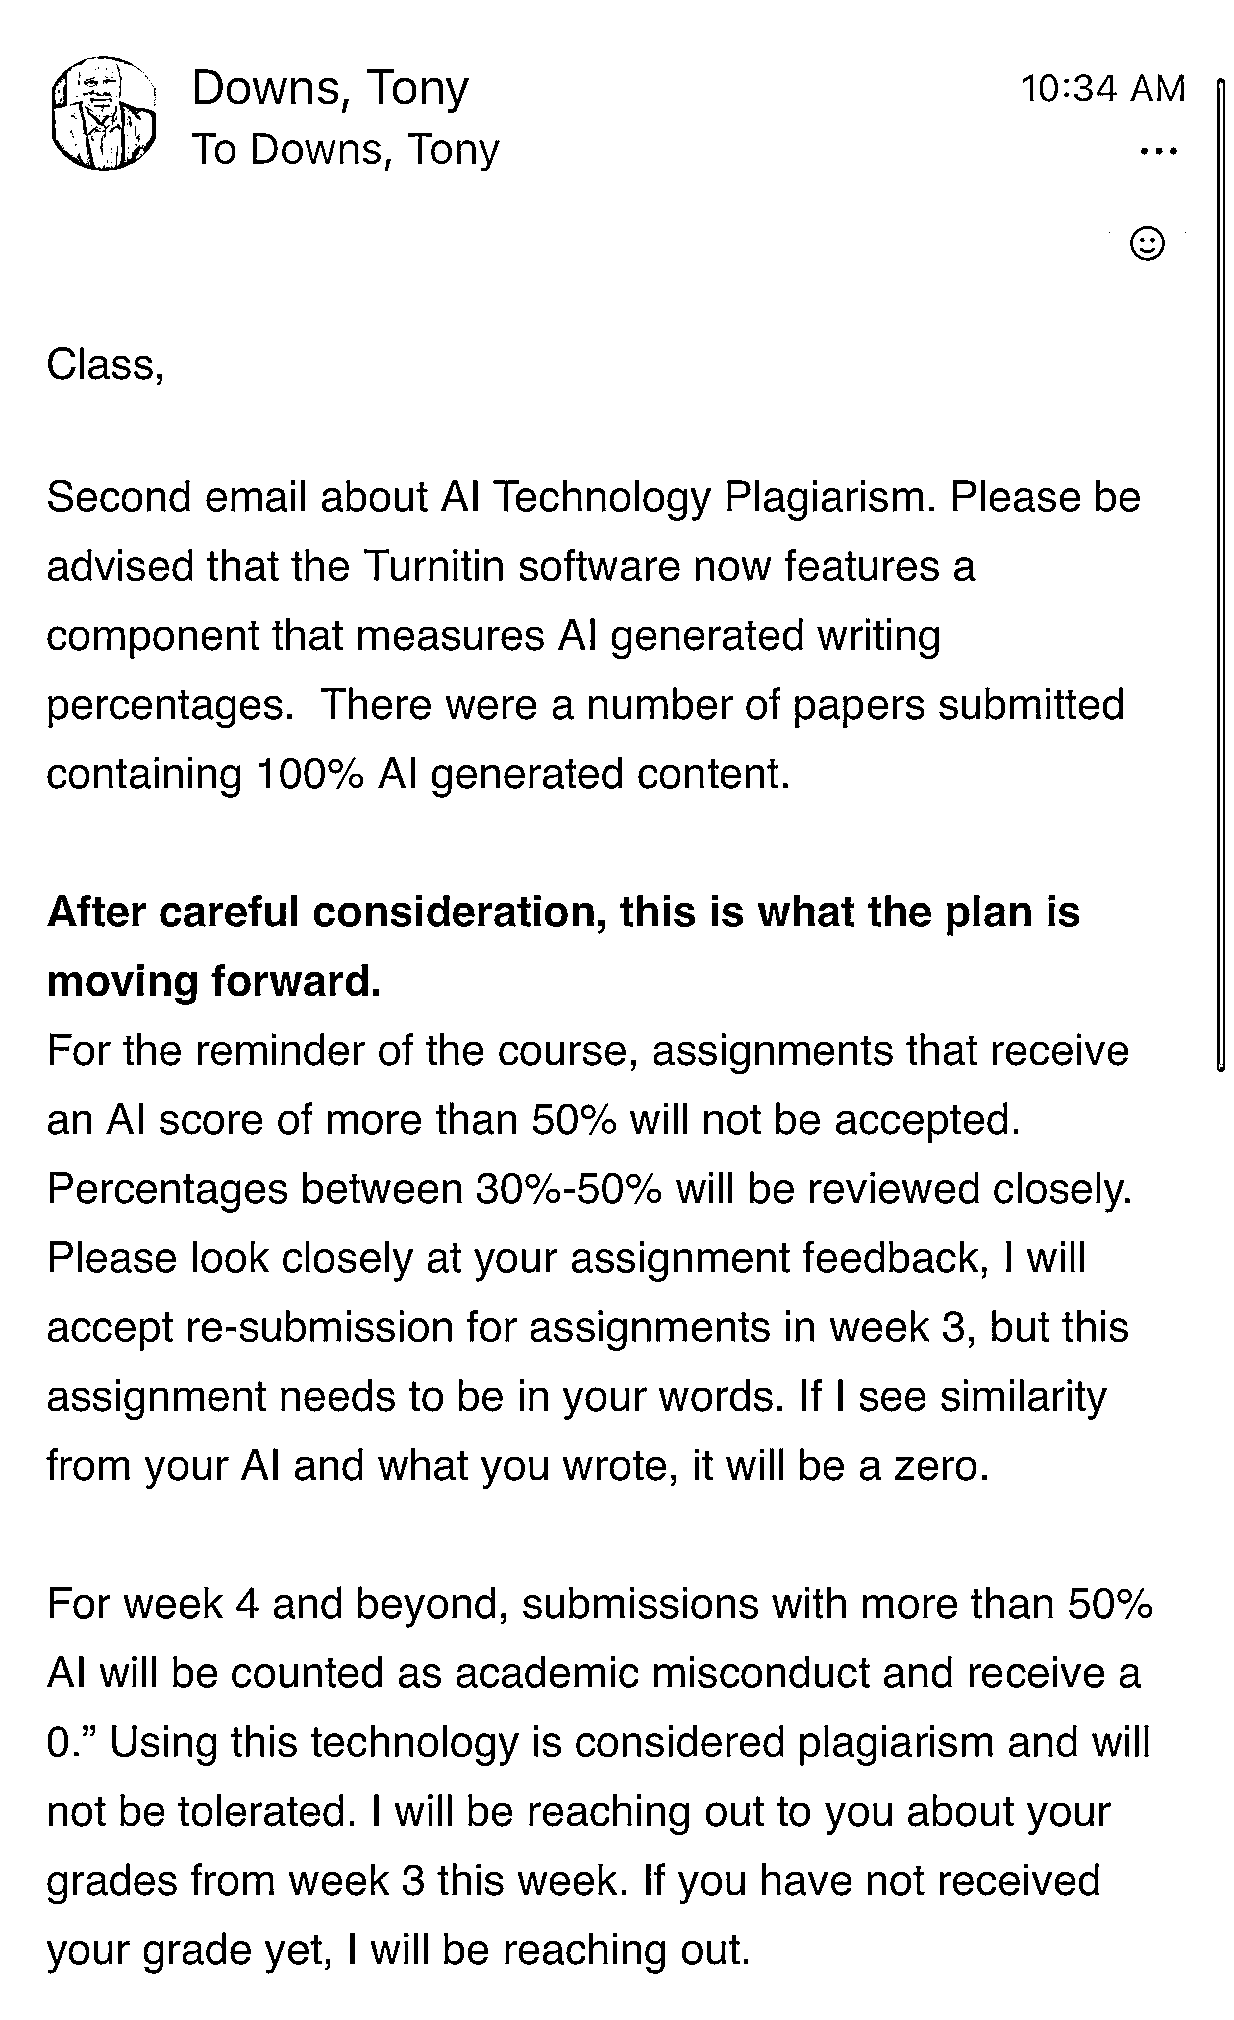 Downs, Tony
10:34 AM
To Downs, Tony
...
Class,
Second email about AI Technology Plagiarism. Please be
advised that the Turnitin software now features a
component that measures AI generated writing
percentages.  There were a number of papers submitted
containing 100% AI generated content.
After careful consideration, this is what the plan is
moving forward.
For the reminder of the course, assignments that receive
an AI score of more than 50% will not be accepted.
Percentages between 30%-50% will be reviewed closely.
Please look closely at your assignment feedback, I will
accept re-submission for assignments in week 3, but this
assignment needs to be in your words. If I see similarity
from your AI and what you wrote, it will be a zero.
For week 4 and beyond, submissions with more than 50%
AI will be counted as academic misconduct and receive a
0.” Using this technology is considered plagiarism and will
not be tolerated. I will be reaching out to you about your
grades from week 3 this week. If you have not received
your grade yet, I will be reaching out.